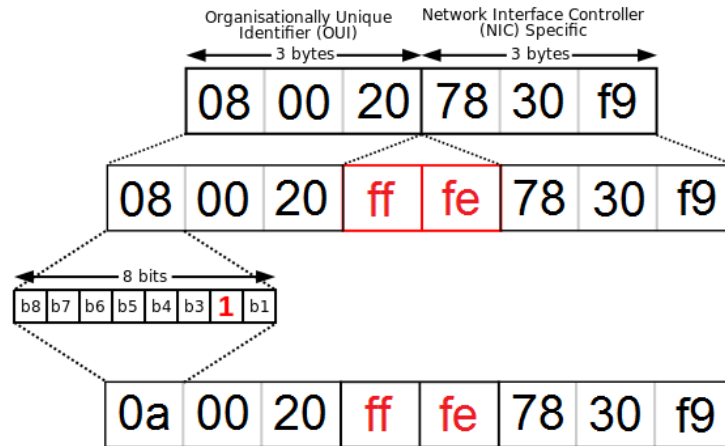 Organisationally Unique
Identifier (OUI)
Network Interface Controller
(NIC) Specific
3 bytes
3 bytes
08 00 20 78 30 f9
08 00 20 ff fe 78 30 f9
8 bits
b8 b7 b6 b5 b4 b3 1 b1
0a 00 20 ff fe 78 30 f9